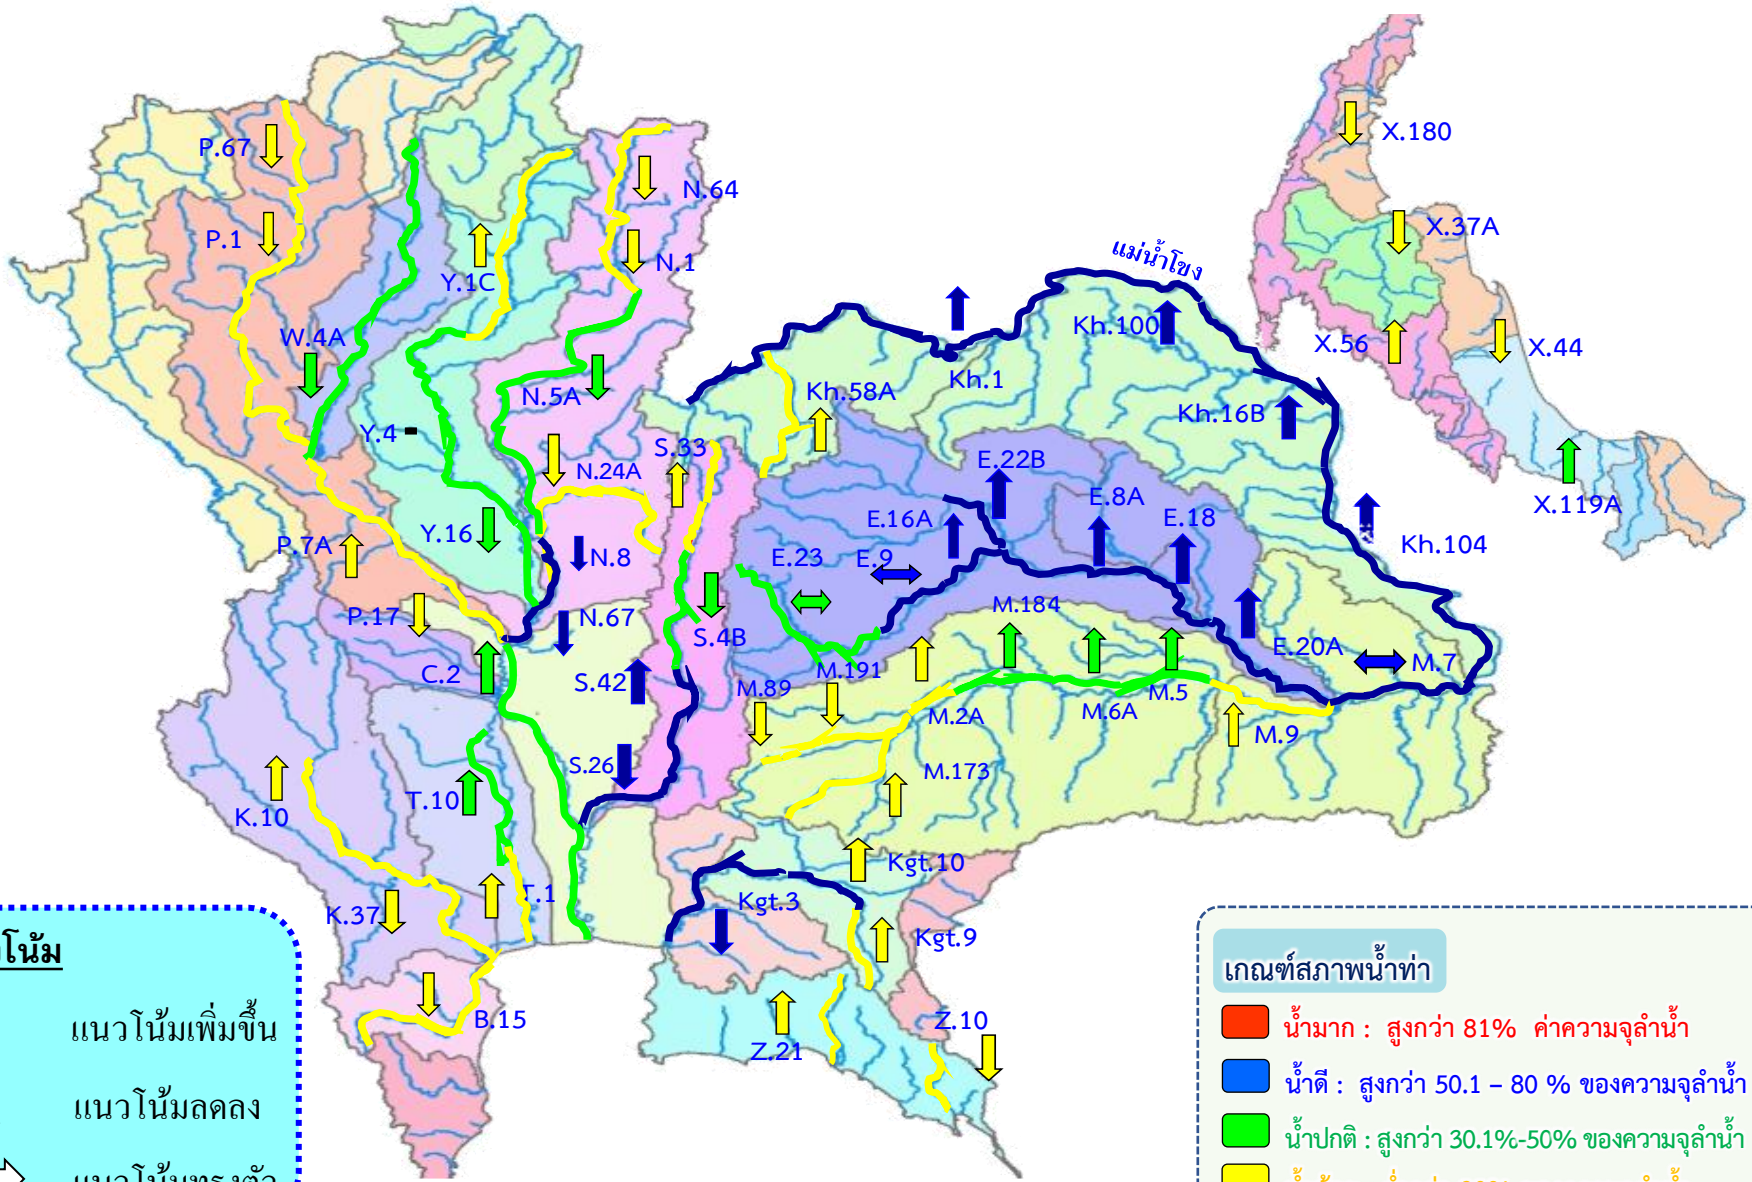 P.67
X.180
N.64
P.1
X.37A
N.1
แม่น้ำโขง
Y.1C
Kh.100
W.4A
X.56
X.44
Kh.1
N.5A
Kh.58A
Kh.16B
Y.4
S.33
N.24A
E.22B
E.8A
X.119A
E.16A
E.18
Y.16
P.7A
Kh.104
N.8
E.23
E.9
M.184
P.17
N.67
S.4B
E.20A
M.7
C.2
S.42
M.89
M.191
M.2A
M.6A
M.5
M.9
S.26
M.173
T.10
K.10
Kgt.10
K.37
T.1
Kgt.3
Kgt.9
B.15
Z.21
Z.10
แนวโน้มเพิ่มขึ้น
แนวโน้มลดลง
แนวโน้มทรงตัว
เกณฑ์สภาพน้ำท่า
น้ำมาก : สูงกว่า 81% ค่าความจุลำน้ำ
น้ำดี : สูงกว่า 50.1 – 80 % ของความจุลำน้ำ
น้ำปกติ : สูงกว่า 30.1%-50% ของความจุลำน้ำ